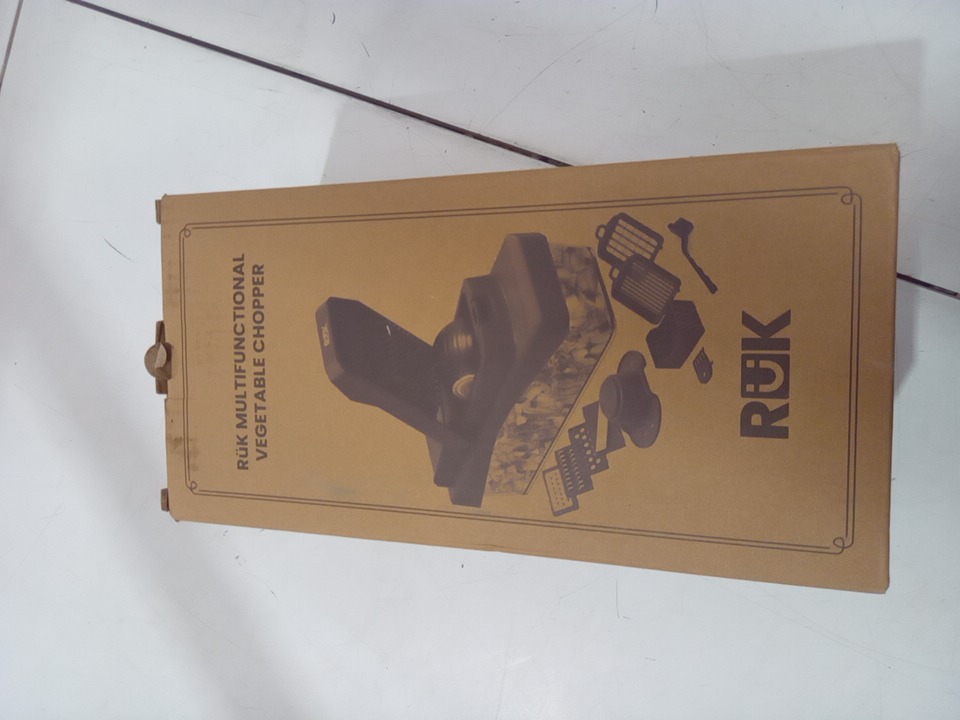 RÜK MULTIFUNCTIONAL
VEGETABLE CHOPPER
RÜK